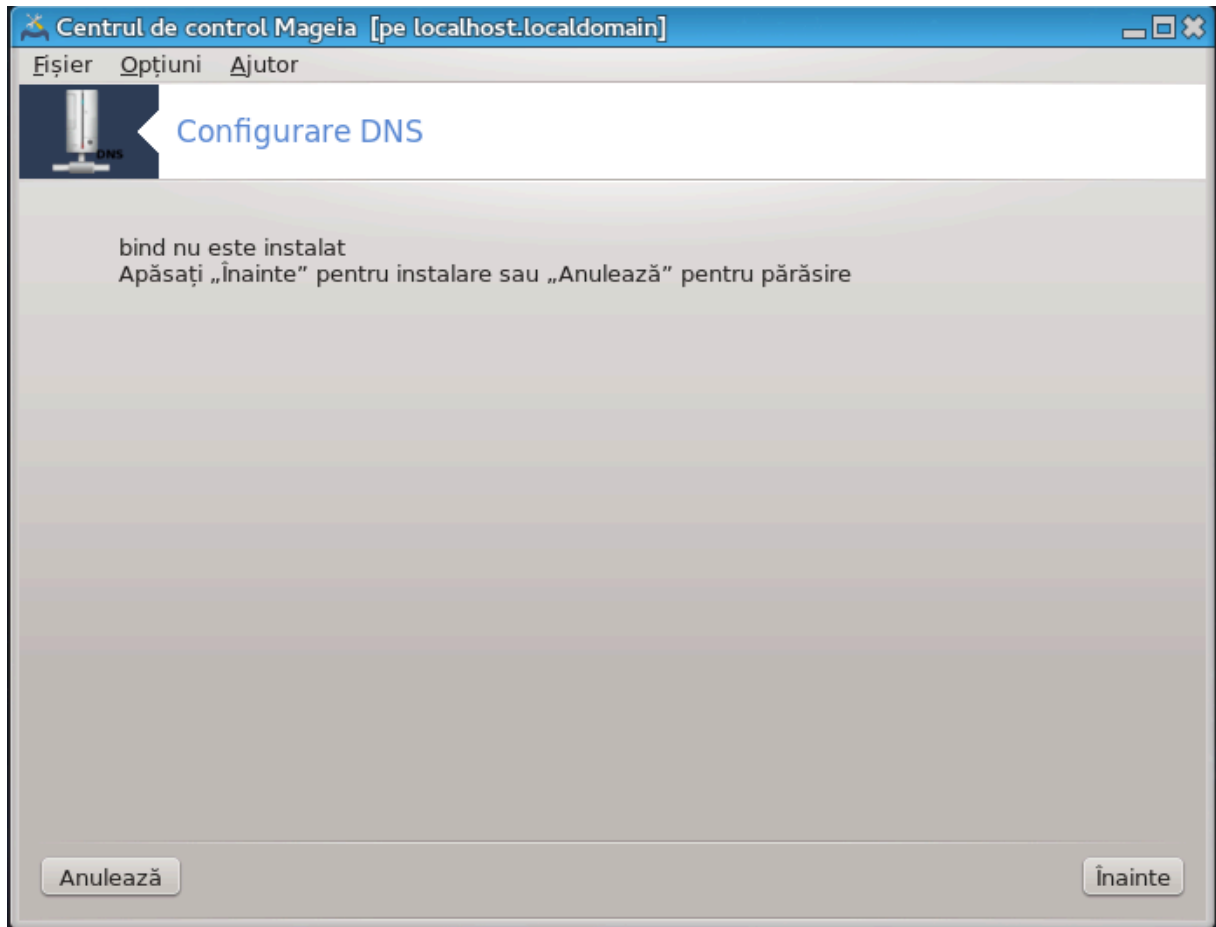 Centrul de control Mageia [pe localhost.localdomain]
Fișier Opțiuni Ajutor
DNS
Configurare DNS
bind nu este instalat
Apăsați „Înainte” pentru instalare sau „Anulează” pentru părăsire
Anulează Înainte